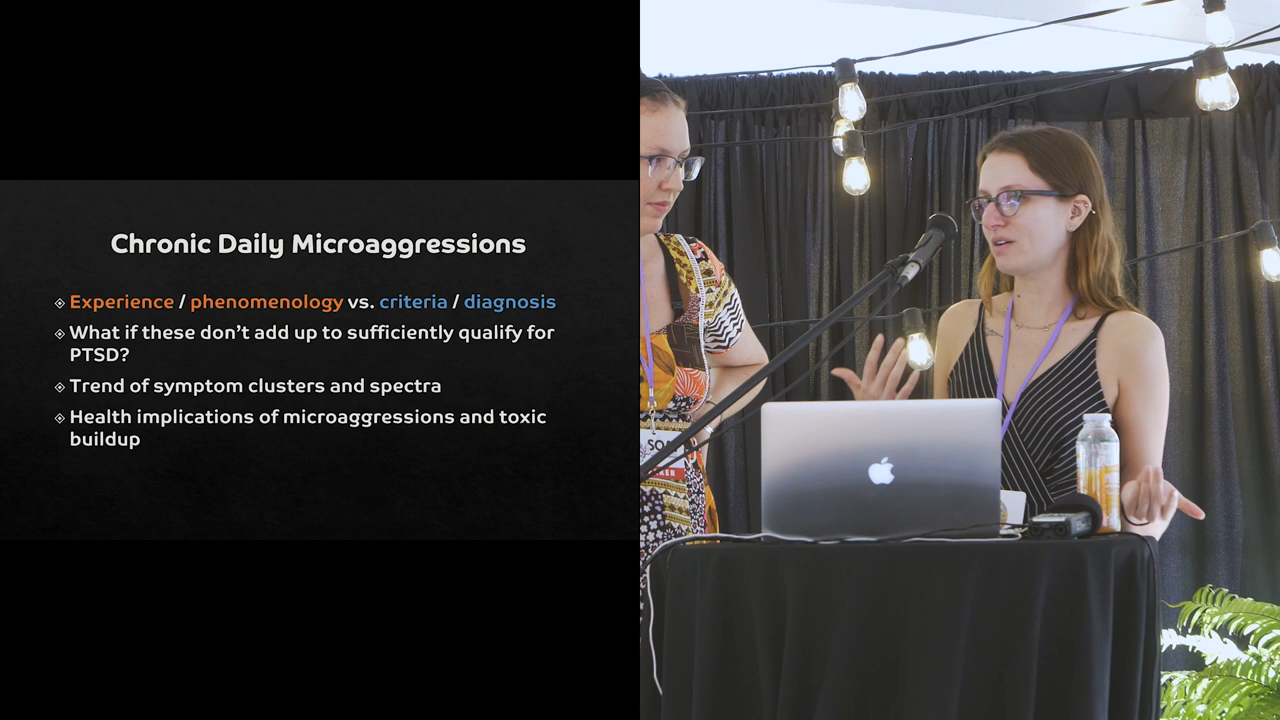 Chronic Daily Microaggressions
Experience / phenomenology vs. criteria / diagnosis
What if these don’t add up to sufficiently qualify for
PTSD?
Trend of symptom clusters and spectra
Health implications of microaggressions and toxic
buildup